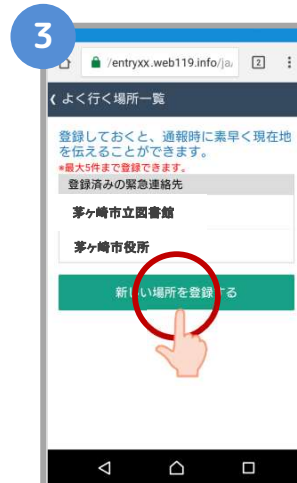 3
/entryxx.web119.info/ja/
2
よく行く場所一覧
登録しておくと、通報時に素早く現在地
を伝えることができます。
*最大5件まで登録できます。
登録済みの緊急連絡先
茅ヶ崎市立図書館
茅ヶ崎市役所
新しい場所を登録する